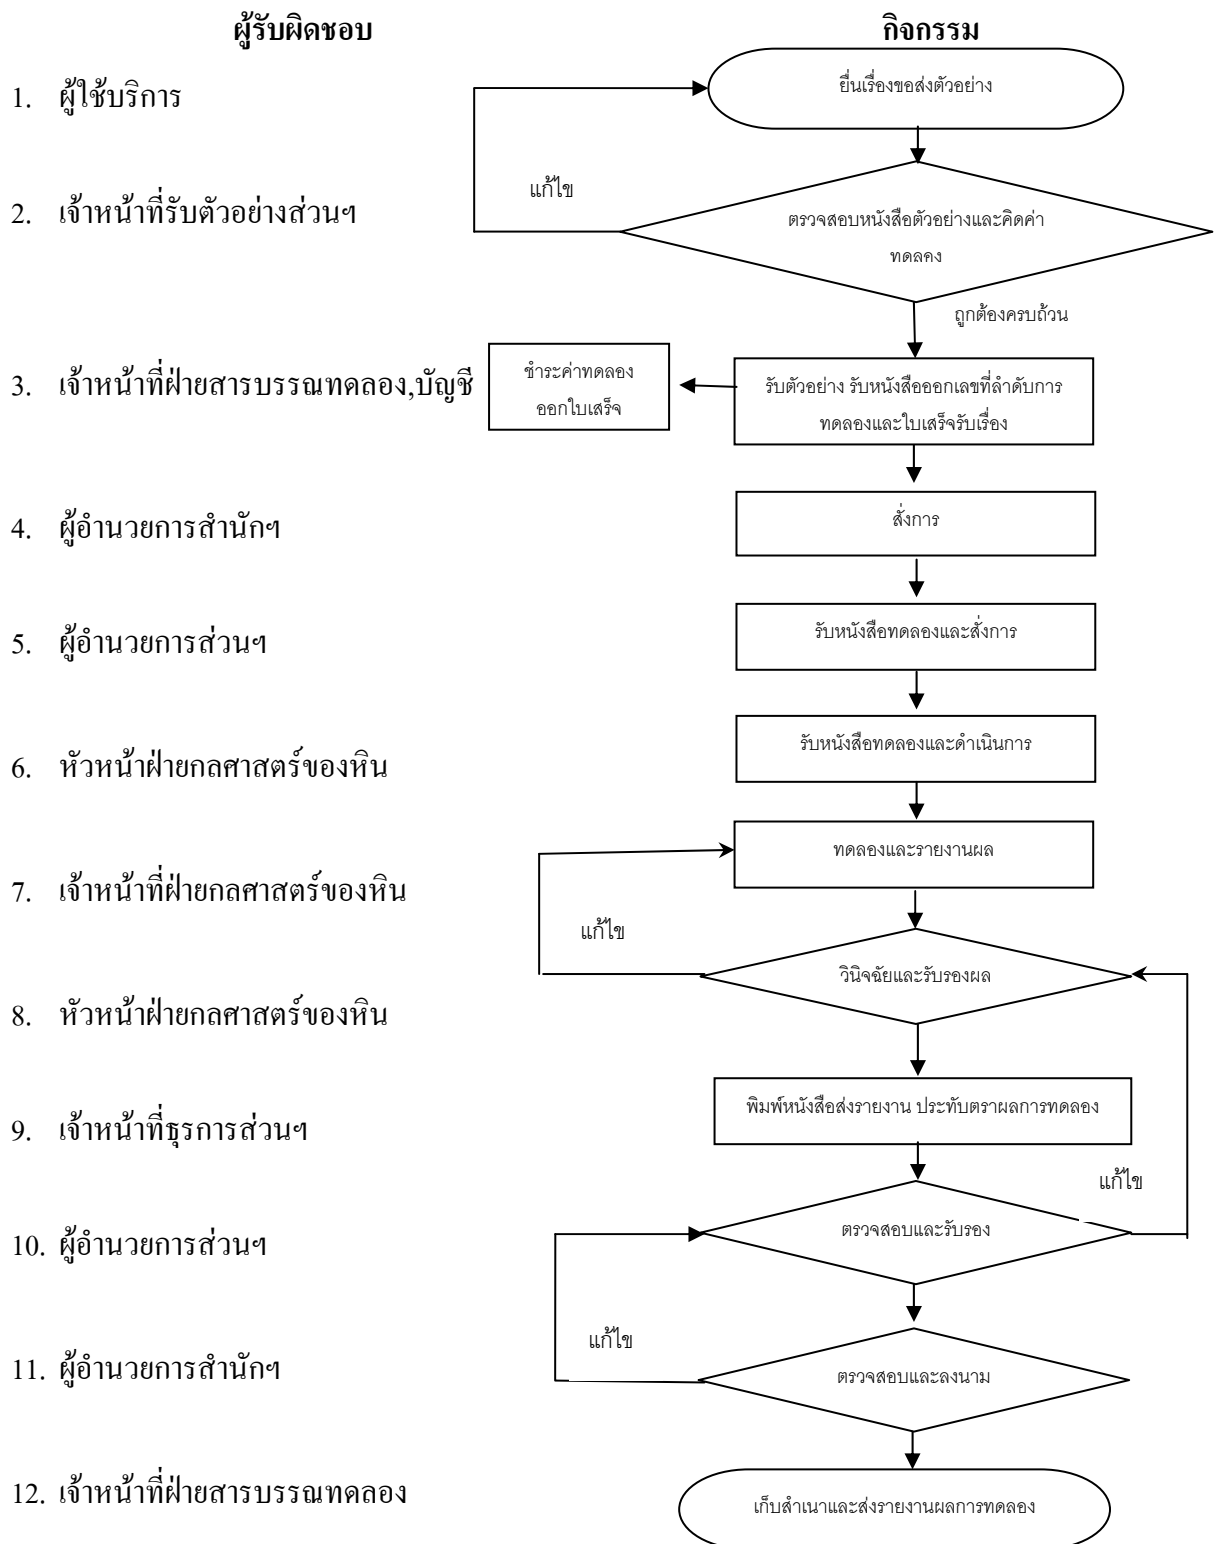 ผู้รับผิดชอบ
กิจกรรม
1. ผู้ใช้บริการ
ยื่นเรื่องขอส่งตัวอย่าง
แก้ไข
2. เจ้าหน้าที่รับตัวอย่างส่วนฯ
ตรวจสอบหนังสือตัวอย่างและคิดค่า
ทดลอง
ถูกต้องครบถ้วน
3. เจ้าหน้าที่ฝ่ายสารบรรณทดลอง,บัญชี
ชำระค่าทดลอง
ออกใบเสร็จ
รับตัวอย่าง รับหนังสือออกเลขที่ลำดับการ
ทดลองและใบเสร็จรับเรื่อง
4. ผู้อำนวยการสำนักฯ
สั่งการ
5. ผู้อำนวยการส่วนฯ
รับหนังสือทดลองและสั่งการ
6. หัวหน้าฝ่ายกลศาสตร์ของหิน
รับหนังสือทดลองและดำเนินการ
7. เจ้าหน้าที่ฝ่ายกลศาสตร์ของหิน
ทดลองและรายงานผล
แก้ไข
8. หัวหน้าฝ่ายกลศาสตร์ของหิน
วินิจฉัยและรับรองผล
9. เจ้าหน้าที่ธุรการส่วนฯ
พิมพ์หนังสือส่งรายงาน ประทับตราผลการทดลอง
แก้ไข
10. ผู้อำนวยการส่วนฯ
ตรวจสอบและรับรอง
แก้ไข
11. ผู้อำนวยการสำนักฯ
ตรวจสอบและลงนาม
12. เจ้าหน้าที่ฝ่ายสารบรรณทดลอง
เก็บสำเนาและส่งรายงานผลการทดลอง